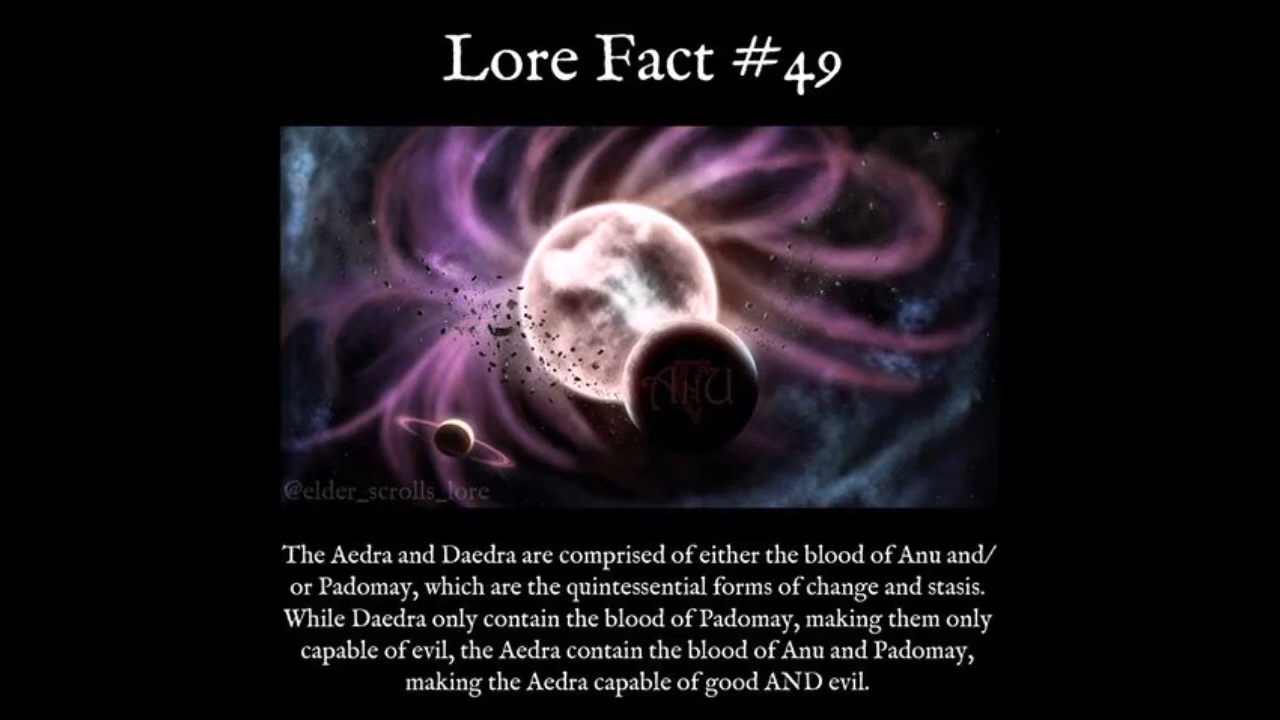 Lore Fact #49
ANU
@elder_scrolls_lore
The Aedra and Daedra are comprised of either the blood of Anu and/
or Padomay, which are the quintessential forms of change and stasis.
While Daedra only contain the blood of Padomay, making them only
capable of evil, the Aedra contain the blood of Anu and Padomay,
making the Aedra capable of good AND evil.